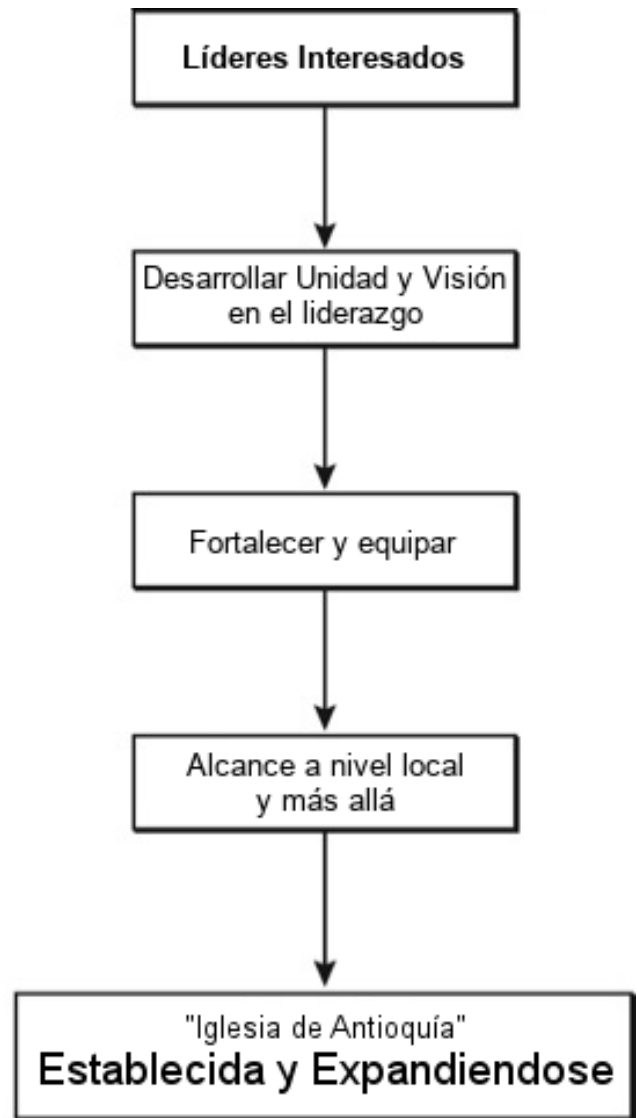 Líderes Interesados
Desarrollar Unidad y Visión
en el liderazgo
Fortalecer y equipar
Alcance a nivel local
y más allá
"Iglesia de Antioquía"
Establecida y Expandiendose